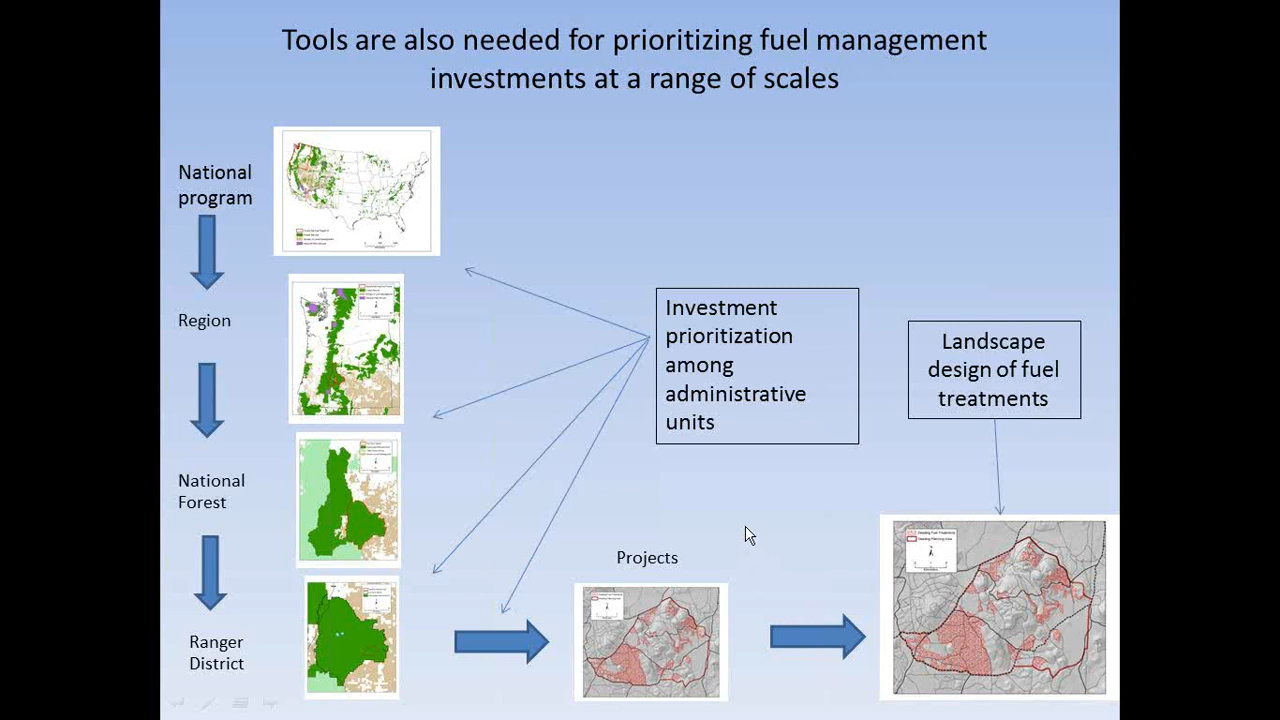 Tools are also needed for prioritizing fuel management
investments at a range of scales
National
program
Region
National
Forest
Ranger
District
Investment
prioritization
among
administrative
units
Landscape
design of fuel
treatments
Projects